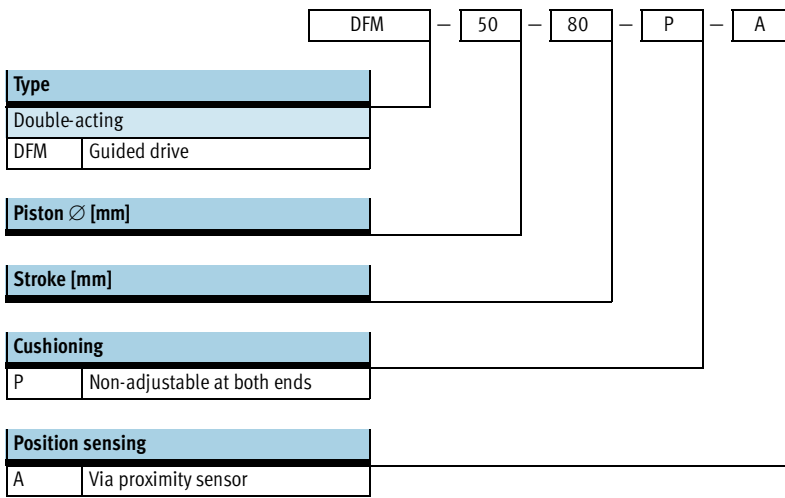 DFM – 50 – 80 – P – A
Type
Double-acting
DFM Guided drive
Piston ∅ [mm]
Stroke [mm]
Cushioning
P Non-adjustable at both ends
Position sensing
A Via proximity sensor